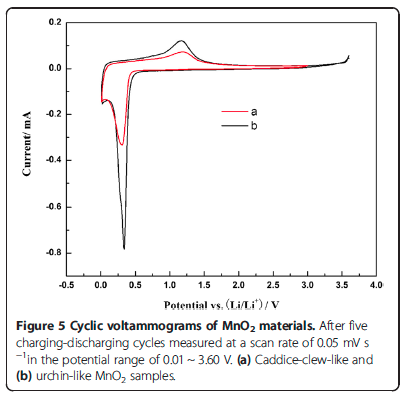 0.2
0.0
-0.2
-0.4
-0.6
-0.8
Current/ mA
a
b
-0.5 0.0 0.5 1.0 1.5 2.0 2.5 3.0 3.5 4.0
Potential vs. (Li/Li⁺) / V
Figure 5 Cyclic voltammograms of MnO₂ materials. After five
charging-discharging cycles measured at a scan rate of 0.05 mV s
⁻¹in the potential range of 0.01 ~ 3.60 V. (a) Caddice-clew-like and
(b) urchin-like MnO₂ samples.